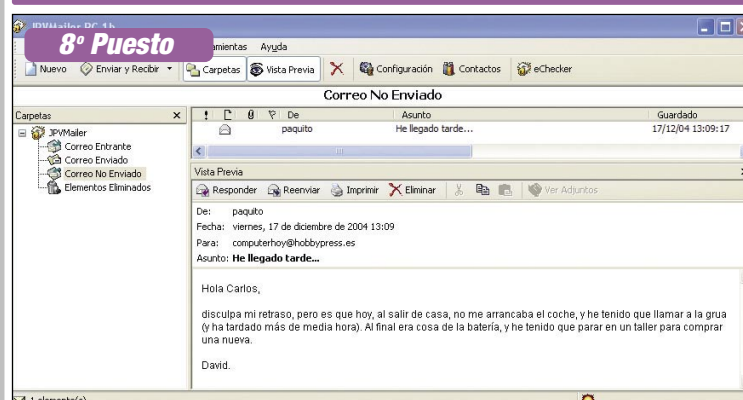 JPVMailer RC 1b
8º Puesto
ramientas Ayuda
Nuevo Enviar y Recibir Carpetas Vista Previa Configuración Contactos eChecker
Correo No Enviado
Carpetas x
! De Asunto Guardado
paquito He llegado tarde... 17/12/04 13:09:17
JPVMailer
Correo Entrante
Correo Enviado
Correo No Enviado
Elementos Eliminados
Vista Previa x
Responder Reenviar Imprimir Eliminar Ver Adjuntos
De: paquito
Fecha: viernes, 17 de diciembre de 2004 13:09
Para: computerhoy@hobbypress.es
Asunto: He llegado tarde...
Hola Carlos,
disculpa mi retraso, pero es que hoy, al salir de casa, no me arrancaba el coche, y he tenido que llamar a la grua
(y ha tardado más de media hora). Al final era cosa de la batería, y he tenido que parar en un taller para comprar
una nueva.
David.
1 elemento(s)